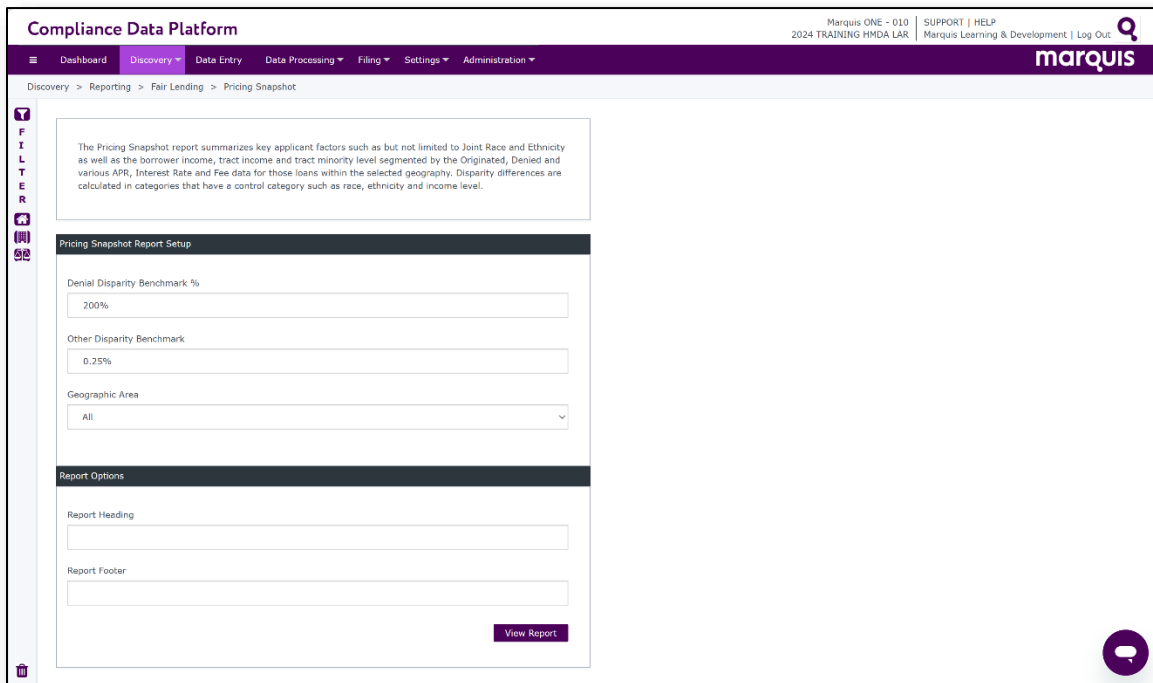 Compliance Data Platform
Marquis ONE - 010
2024 TRAINING HMDA LAR
SUPPORT | HELP
Marquis Learning & Development | Log Out
Dashboard Discovery Data Entry Data Processing Filing Settings Administration
marquis
Discovery > Reporting > Fair Lending > Pricing Snapshot
F
I
L
T
E
R
The Pricing Snapshot report summarizes key applicant factors such as but not limited to Joint Race and Ethnicity
as well as the borrower income, tract income and tract minority level segmented by the Originated, Denied and
various APR, Interest Rate and Fee data for those loans within the selected geography. Disparity differences are
calculated in categories that have a control category such as race, ethnicity and income level.
Pricing Snapshot Report Setup
Denial Disparity Benchmark %
200%
Other Disparity Benchmark
0.25%
Geographic Area
All
Report Options
Report Heading
Report Footer
View Report